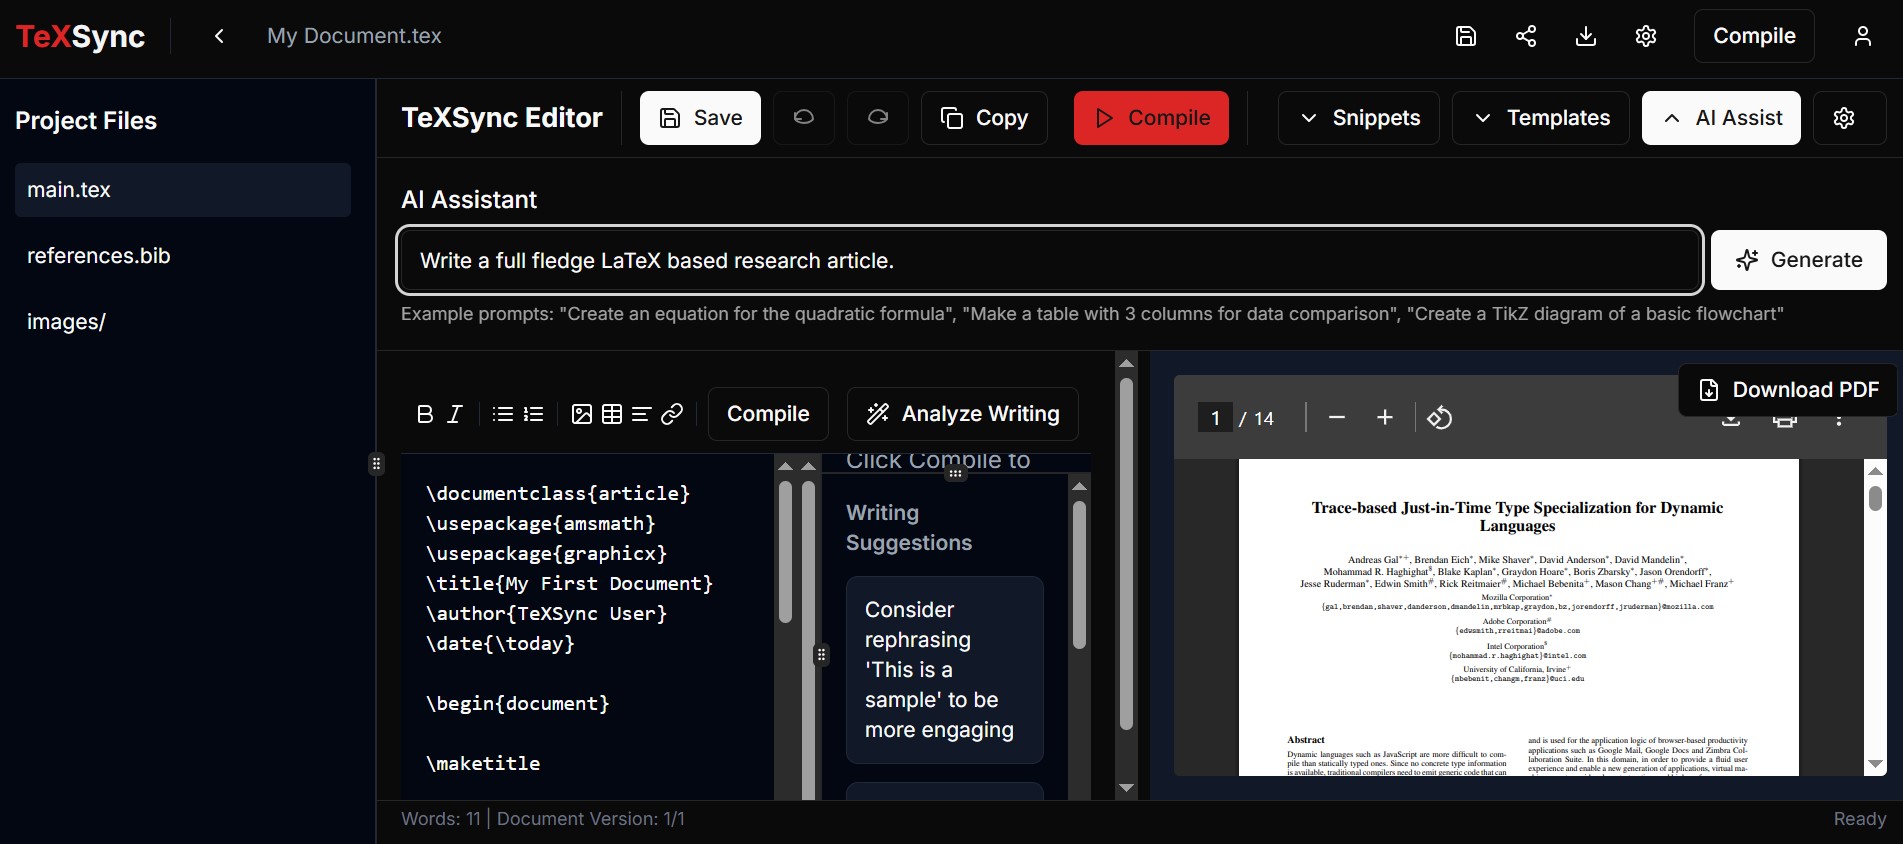 TeXSync
My Document.tex
Compile
Project Files
main.tex
references.bib
images/
TeXSync Editor
Save
Copy
Compile
Snippets
Templates
AI Assist
AI Assistant
Write a full fledge LaTeX based research article.
Generate
Example prompts: "Create an equation for the quadratic formula", "Make a table with 3 columns for data comparison", "Create a TikZ diagram of a basic flowchart"
B I
Compile
Analyze Writing
\documentclass{article}
\usepackage{amsmath}
\usepackage{graphicx}
\title{My First Document}
\author{TeXSync User}
\date{\today}
\begin{document}
\maketitle
Click Compile to
Writing
Suggestions
Consider
rephrasing
'This is a
sample' to be
more engaging
Download PDF
1 / 14
Trace-based Just-in-Time Type Specialization for Dynamic
Languages
Andreas Gal*+, Brendan Eich*, Mike Shaver*, David Anderson*, David Mandelin*,
Mohammad R. Haghighat$, Blake Kaplan*, Graydon Hoare*, Boris Zbarsky*, Jason Orendorff*,
Jesse Ruderman*, Edwin Smith#, Rick Reitmaier#, Michael Bebenita+, Mason Chang+#, Michael Franz+
Mozilla Corporation*
{gal,brendan,shaver,danderson,dmandelin,mrbkap,graydon,bz,jorendorff,jruderman}@mozilla.com
Adobe Corporation#
{edwsmith,rreitmai}@adobe.com
Intel Corporation$
{mohammad.r.haghighat}@intel.com
University of California, Irvine+
{mbebenit,changm,franz}@uci.edu
Abstract
Dynamic languages such as JavaScript are more difficult to com-
pile than statically typed ones. Since no concrete type information
is available, traditional compilers need to emit generic code that can
and is used for the application logic of browser-based productivity
applications such as Google Mail, Google Docs and Zimbra Col-
laboration Suite. In this domain, in order to provide a fluid user
experience and enable a new generation of applications, virtual ma-
Words: 11 | Document Version: 1/1
Ready